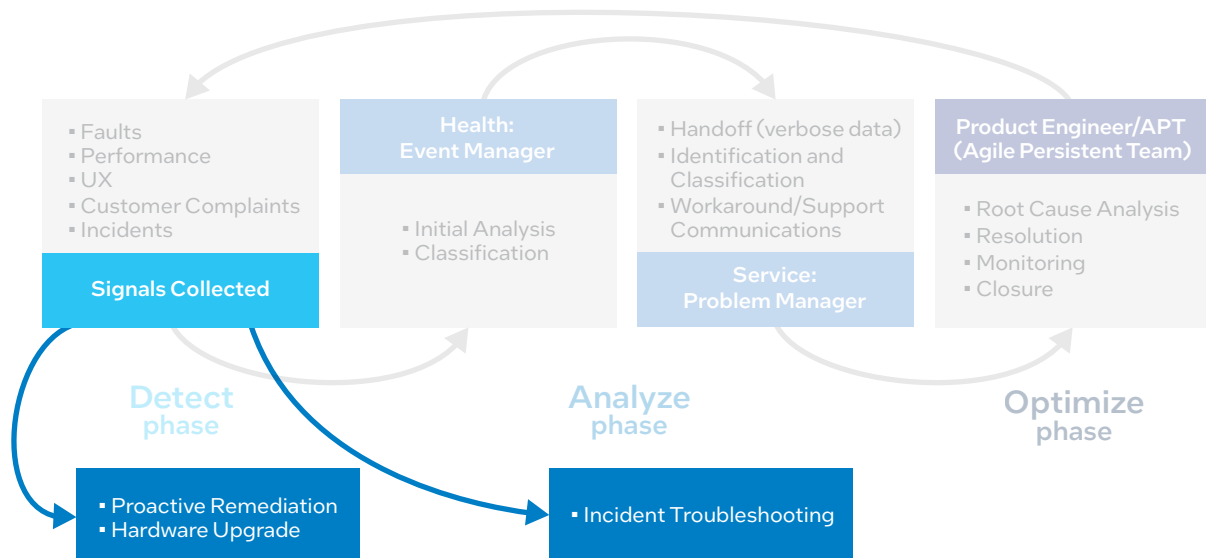 ▪ Faults
▪ Performance
▪ UX
▪ Customer Complaints
▪ Incidents
Signals Collected
Health:
Event Manager
▪ Initial Analysis
▪ Classification
▪ Handoff (verbose data)
▪ Identification and
Classification
▪ Workaround/Support
Communications
Service:
Problem Manager
Product Engineer/APT
(Agile Persistent Team)
▪ Root Cause Analysis
▪ Resolution
▪ Monitoring
▪ Closure
Detect
phase
Analyze
phase
Optimize
phase
▪ Proactive Remediation
▪ Hardware Upgrade
▪ Incident Troubleshooting